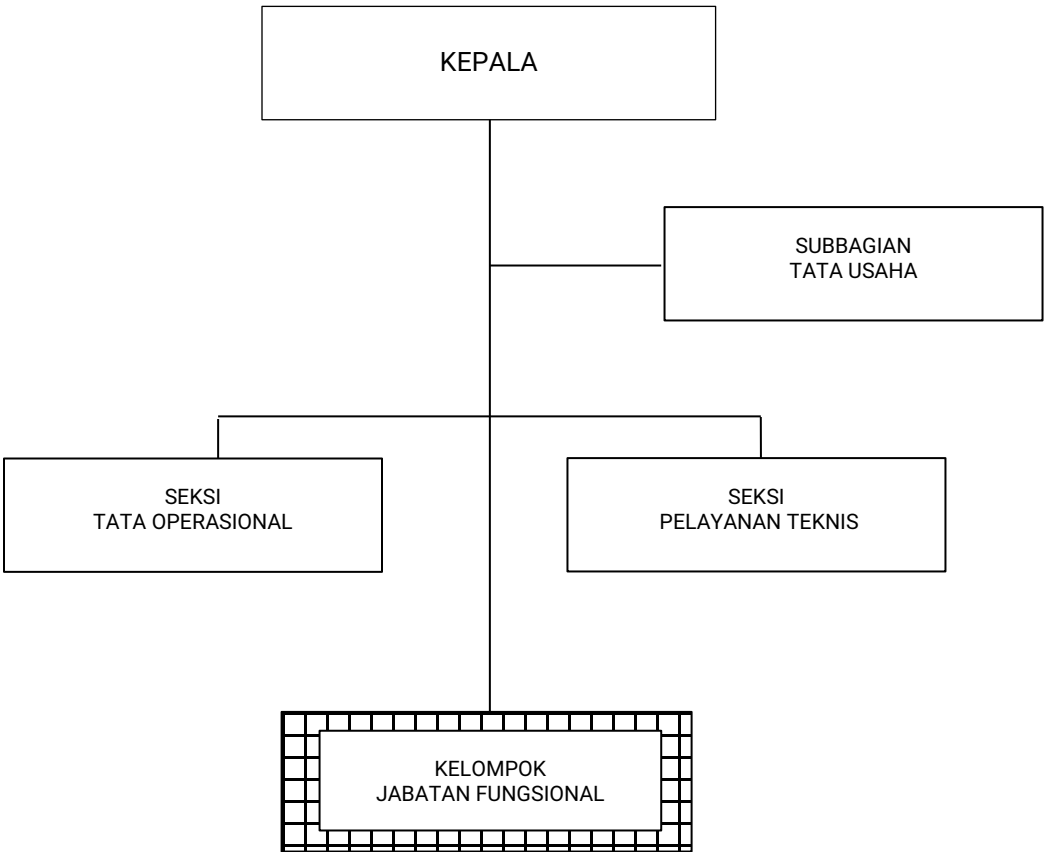 KEPALA
SUBBAGIAN
TATA USAHA
SEKSI
TATA OPERASIONAL
SEKSI
PELAYANAN TEKNIS
KELOMPOK
JABATAN FUNGSIONAL